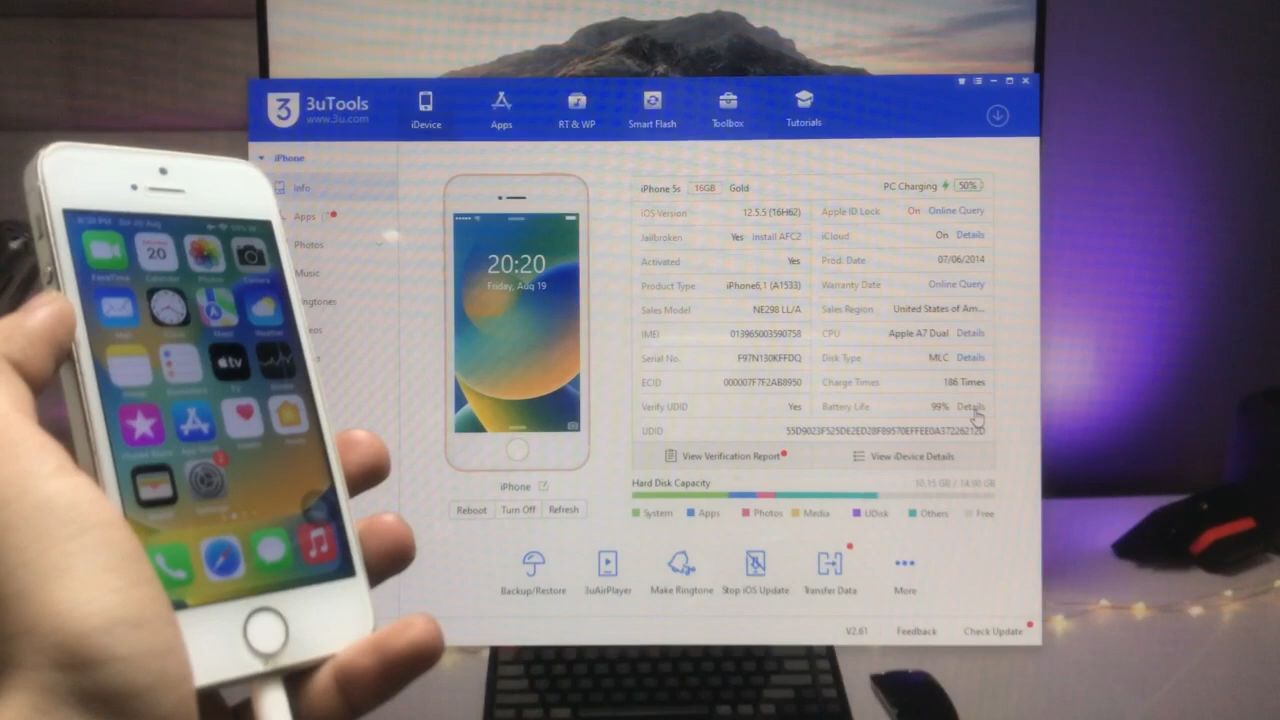 3 3uTools
www.3u.com
iDevice
Apps
RT & WP
Smart Flash
Toolbox
Tutorials
iPhone
Info
Apps
Photos
Music
20:20
Friday, Aug 19
iPhone
Reboot
Turn Off
Refresh
iPhone 5s 16GB Gold PC Charging 50%
iOS Version 12.5.5 (16H62) Apple ID Lock On Online Query
Jailbroken Yes Install AFC2 iCloud On Details
Activated Yes Prod. Date 07/06/2014
Product Type iPhone6,1 (A1533) Warranty Date Online Query
Sales Model NE298 LL/A Sales Region United States of Am...
IMEI 013965003590758 CPU Apple A7 Dual Details
Serial No. F97N130KFFDQ Disk Type MLC Details
ECID 000007F7F2AB8950 Charge Times 186 Times
Verify UDID Yes Battery Life 99% Details
UDID 55D9023F525DE2ED28F89570EFFEE0A37226212D
View Verification Report
View iDevice Details
Hard Disk Capacity 10.15 GB / 14.90 GB
System Apps Photos Media UDisk Others Free
Backup/Restore
3uAirPlayer
Make Ringtone
Stop iOS Update
Transfer Data
More
V2.61
Feedback
Check Update
20
tv